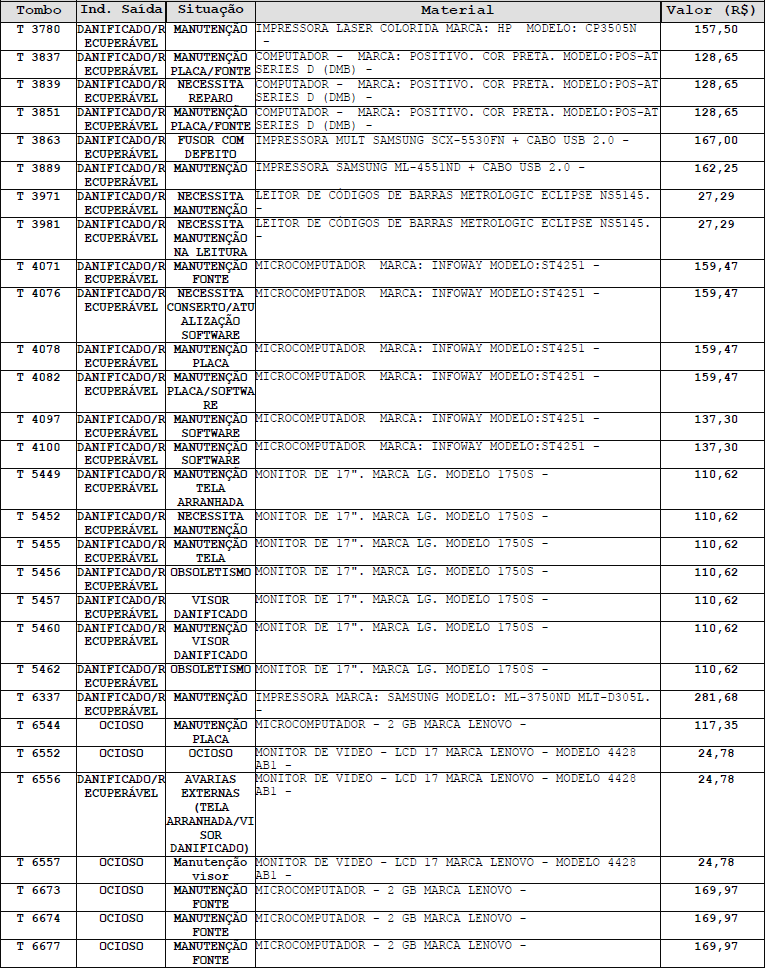 Tombo Ind. Saída Situação Material Valor (R$)
T 3780 DANIFICADO/R MANUTENÇÃO IMPRESSORA LASER COLORIDA MARCA: HP MODELO: CP3505N 157,50
ECUPERÁVEL -
T 3837 DANIFICADO/R MANUTENÇÃO COMPUTADOR - MARCA: POSITIVO. COR PRETA. MODELO:POS-AT 128,65
ECUPERÁVEL PLACA/FONTE SERIES D (DMB) -
T 3839 DANIFICADO/R NECESSITA COMPUTADOR - MARCA: POSITIVO. COR PRETA. MODELO:POS-AT 128,65
ECUPERÁVEL REPARO SERIES D (DMB) -
T 3851 DANIFICADO/R MANUTENÇÃO COMPUTADOR - MARCA: POSITIVO. COR PRETA. MODELO:POS-AT 128,65
ECUPERÁVEL PLACA/FONTE SERIES D (DMB) -
T 3863 DANIFICADO/R FUSOR COM IMPRESSORA MULT SAMSUNG SCX-5530FN + CABO USB 2.0 - 167,00
ECUPERÁVEL DEFEITO
T 3889 DANIFICADO/R MANUTENÇÃO IMPRESSORA SAMSUNG ML-4551ND + CABO USB 2.0 - 162,25
ECUPERÁVEL
T 3971 DANIFICADO/R NECESSITA LEITOR DE CÓDIGOS DE BARRAS METROLOGIC ECLIPSE NS5145. 27,29
ECUPERÁVEL MANUTENÇÃO -
T 3981 DANIFICADO/R NECESSITA LEITOR DE CÓDIGOS DE BARRAS METROLOGIC ECLIPSE NS5145. 27,29
ECUPERÁVEL MANUTENÇÃO -
NA LEITURA
T 4071 DANIFICADO/R MANUTENÇÃO MICROCOMPUTADOR MARCA: INFOWAY MODELO:ST4251 - 159,47
ECUPERÁVEL FONTE
T 4076 DANIFICADO/R NECESSITA MICROCOMPUTADOR MARCA: INFOWAY MODELO:ST4251 - 159,47
ECUPERÁVEL CONSERTO/ATU
ALIZAÇÃO
SOFTWARE
T 4078 DANIFICADO/R MANUTENÇÃO MICROCOMPUTADOR MARCA: INFOWAY MODELO:ST4251 - 159,47
ECUPERÁVEL PLACA
T 4082 DANIFICADO/R MANUTENÇÃO MICROCOMPUTADOR MARCA: INFOWAY MODELO:ST4251 - 159,47
ECUPERÁVEL PLACA/SOFTWA
RE
T 4097 DANIFICADO/R MANUTENÇÃO MICROCOMPUTADOR MARCA: INFOWAY MODELO:ST4251 - 137,30
ECUPERÁVEL SOFTWARE
T 4100 DANIFICADO/R MANUTENÇÃO MICROCOMPUTADOR MARCA: INFOWAY MODELO:ST4251 - 137,30
ECUPERÁVEL SOFTWARE
T 5449 DANIFICADO/R MANUTENÇÃO MONITOR DE 17". MARCA LG. MODELO 1750S - 110,62
ECUPERÁVEL TELA
ARRANHADA
T 5452 DANIFICADO/R NECESSITA MONITOR DE 17". MARCA LG. MODELO 1750S - 110,62
ECUPERÁVEL MANUTENÇÃO
T 5455 DANIFICADO/R MANUTENÇÃO MONITOR DE 17". MARCA LG. MODELO 1750S - 110,62
ECUPERÁVEL TELA
T 5456 DANIFICADO/R OBSOLETISMO MONITOR DE 17". MARCA LG. MODELO 1750S - 110,62
ECUPERÁVEL
T 5457 DANIFICADO/R VISOR MONITOR DE 17". MARCA LG. MODELO 1750S - 110,62
ECUPERÁVEL DANIFICADO
T 5460 DANIFICADO/R MANUTENÇÃO MONITOR DE 17". MARCA LG. MODELO 1750S - 110,62
ECUPERÁVEL VISOR
DANIFICADO
T 5462 DANIFICADO/R OBSOLETISMO MONITOR DE 17". MARCA LG. MODELO 1750S - 110,62
ECUPERÁVEL
T 6337 DANIFICADO/R MANUTENÇÃO IMPRESSORA MARCA: SAMSUNG MODELO: ML-3750ND MLT-D305L. 281,68
ECUPERÁVEL -
T 6544 OCIOSO MANUTENÇÃO MICROCOMPUTADOR - 2 GB MARCA LENOVO - 117,35
PLACA
T 6552 OCIOSO OCIOSO MONITOR DE VIDEO - LCD 17 MARCA LENOVO - MODELO 4428 24,78
AB1 -
T 6556 DANIFICADO/R AVARIAS MONITOR DE VIDEO - LCD 17 MARCA LENOVO - MODELO 4428 24,78
ECUPERÁVEL EXTERNAS AB1 -
(TELA
ARRANHADA/VI
SOR
DANIFICADO)
T 6557 OCIOSO Manutenção MONITOR DE VIDEO - LCD 17 MARCA LENOVO - MODELO 4428 24,78
visor AB1 -
T 6673 OCIOSO MANUTENÇÃO MICROCOMPUTADOR - 2 GB MARCA LENOVO - 169,97
FONTE
T 6674 OCIOSO MANUTENÇÃO MICROCOMPUTADOR - 2 GB MARCA LENOVO - 169,97
FONTE
T 6677 OCIOSO MANUTENÇÃO MICROCOMPUTADOR - 2 GB MARCA LENOVO - 169,97
FONTE